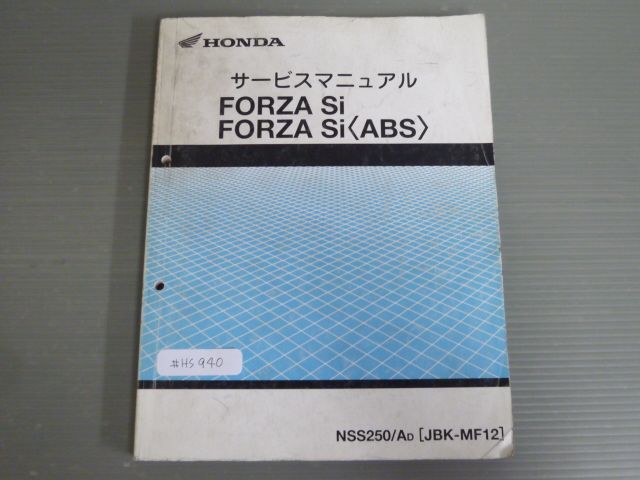 HONDA
サービスマニュアル
FORZA Si
FORZA Si〈ABS〉
#HS940
NSS250/AD [JBK-MF12]